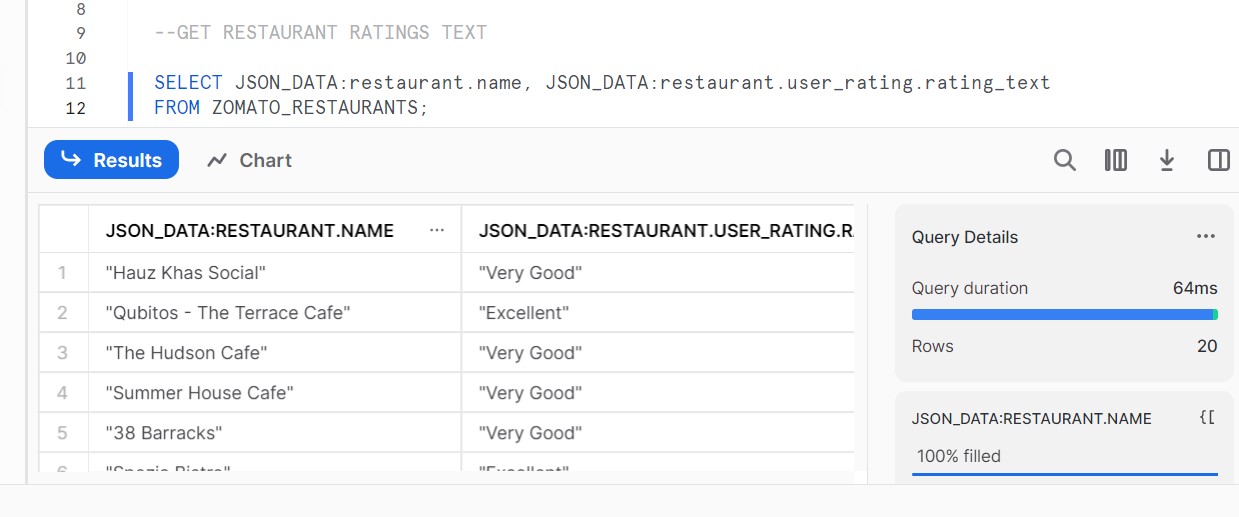 8
9 --GET RESTAURANT RATINGS TEXT
10
11 SELECT JSON_DATA:restaurant.name, JSON_DATA:restaurant.user_rating.rating_text
12 FROM ZOMATO_RESTAURANTS;
Results Chart
JSON_DATA:RESTAURANT.NAME ... JSON_DATA:RESTAURANT.USER_RATING.R
1 "Hauz Khas Social" "Very Good"
2 "Qubitos - The Terrace Cafe" "Excellent"
3 "The Hudson Cafe" "Very Good"
4 "Summer House Cafe" "Very Good"
5 "38 Barracks" "Very Good"
6 "Spezia Bistro" "Excellent"
Query Details ...
Query duration 64ms
Rows 20
JSON_DATA:RESTAURANT.NAME {[
100% filled